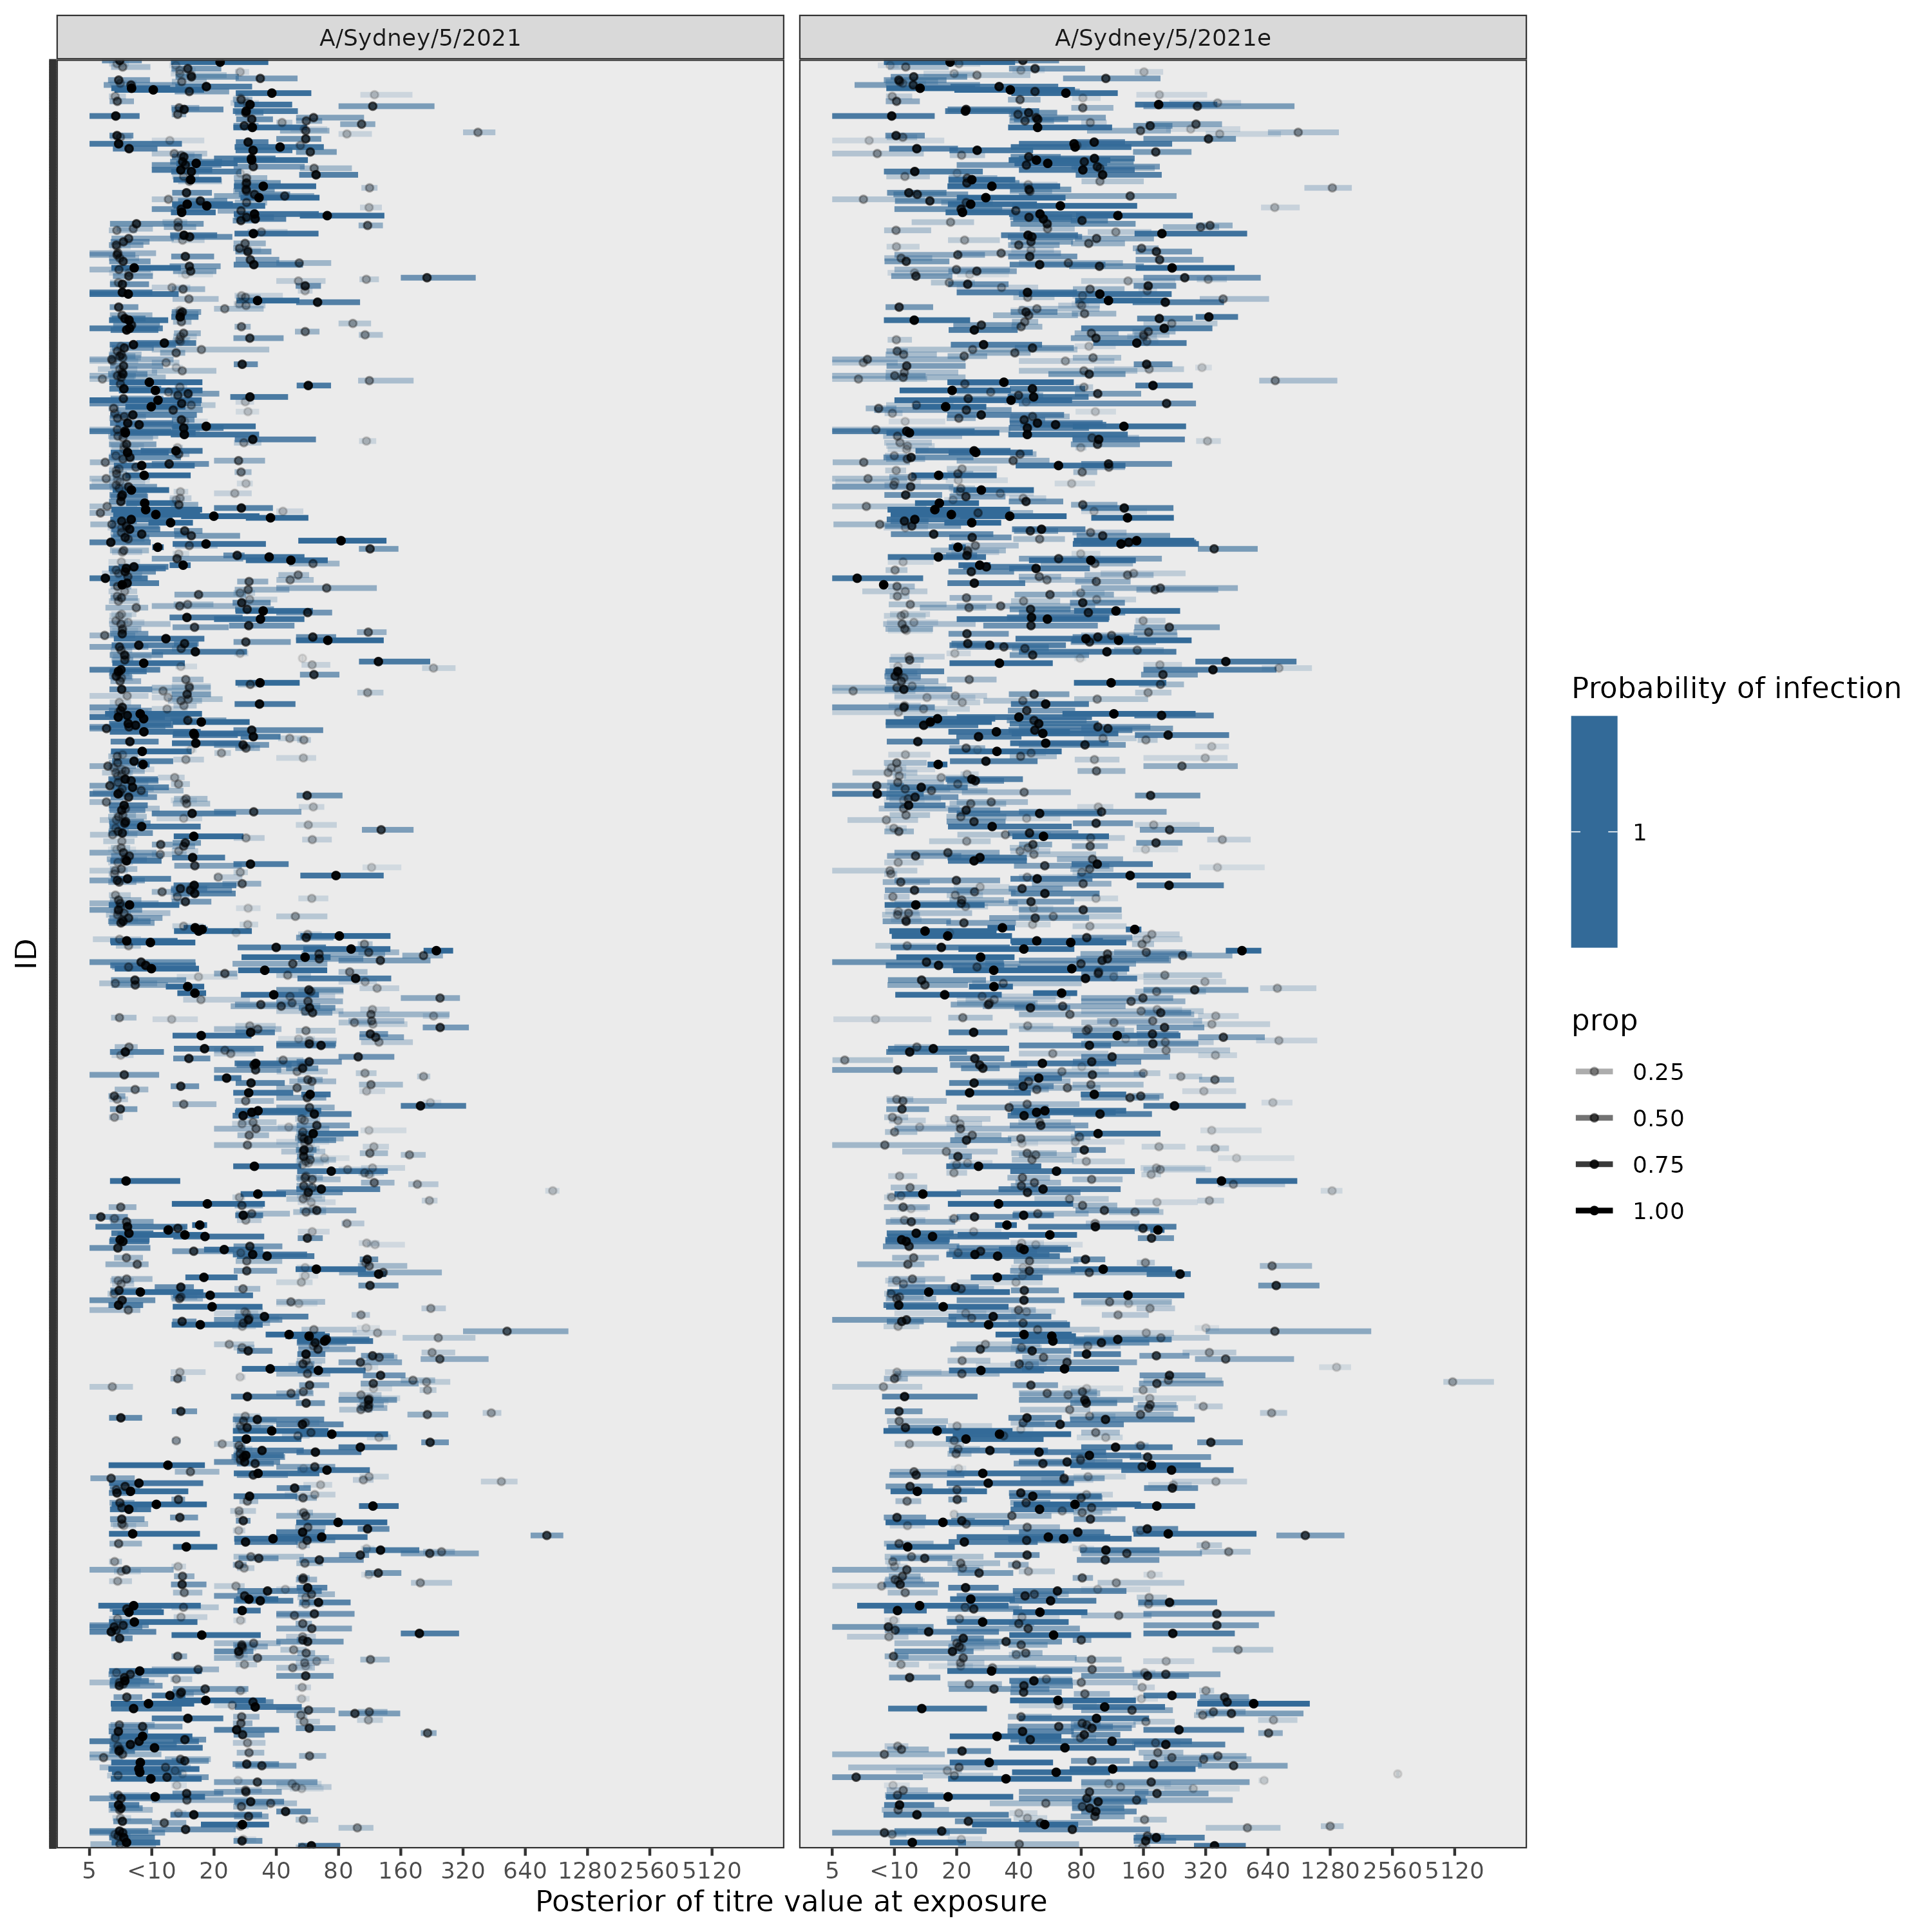 A/Sydney/5/2021
A/Sydney/5/2021e
ID
5 <10 20 40 80 160 320 640 1280 2560 5120
5 <10 20 40 80 160 320 640 1280 2560 5120
Posterior of titre value at exposure
Probability of infection
1
prop
0.25
0.50
0.75
1.00